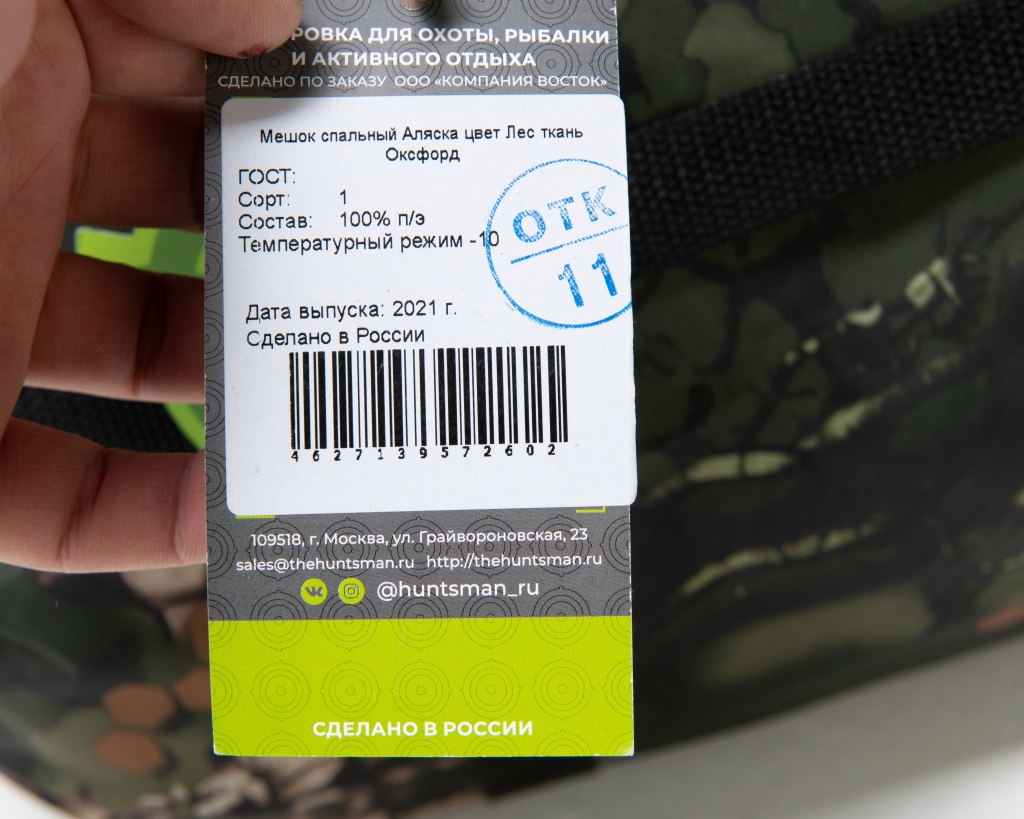 РОВКА ДЛЯ ОХОТЫ, РЫБАЛКИ
И АКТИВНОГО ОТДЫХА
СДЕЛАНО ПО ЗАКАЗУ ООО «КОМПАНИЯ ВОСТОК»
Мешок спальный Аляска цвет Лес ткань
Оксфорд
ГОСТ:
Сорт: 1
Состав: 100% п/э
Температурный режим -10
ОТК
11
Дата выпуска: 2021 г.
Сделано в России
4627139572602
109518, г. Москва, ул. Грайвороновская, 23
sales@thehuntsman.ru http://thehuntsman.ru
@huntsman_ru
СДЕЛАНО В РОССИИ